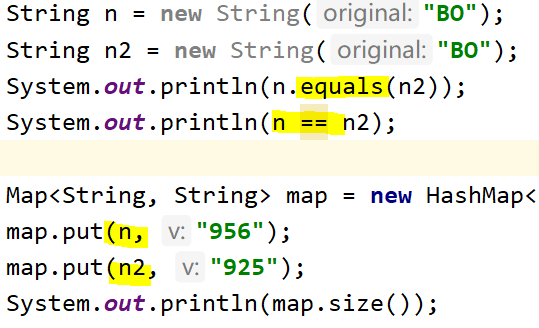 String n = new String( original: "BO");
String n2 = new String( original: "BO");
System.out.println(n.equals(n2));
System.out.println(n == n2);
Map<String, String> map = new HashMap<
map.put(n, v: "956");
map.put(n2, v: "925");
System.out.println(map.size());